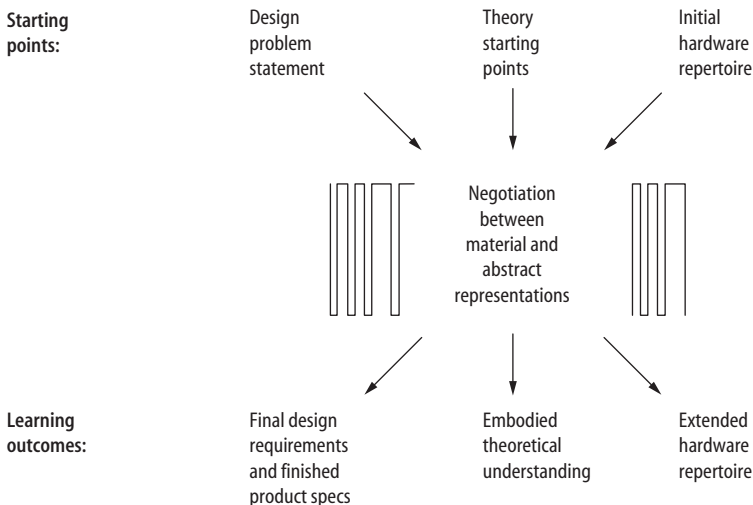 Starting
points:
Design
problem
statement
Theory
starting
points
Initial
hardware
repertoire
Negotiation
between
material and
abstract
representations
Learning
outcomes:
Final design
requirements
and finished
product specs
Embodied
theoretical
understanding
Extended
hardware
repertoire